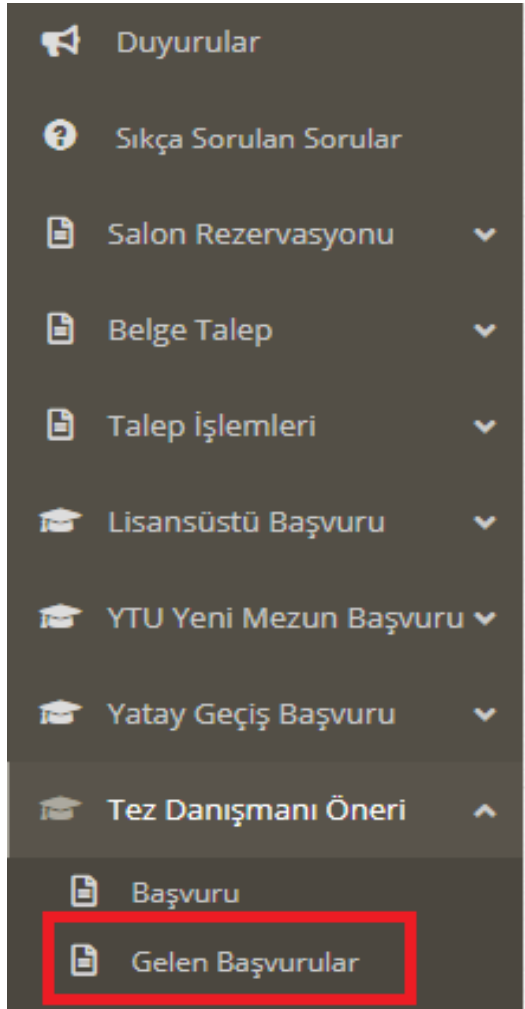 Duyurular
Sıkça Sorulan Sorular
Salon Rezervasyonu
Belge Talep
Talep İşlemleri
Lisansüstü Başvuru
YTU Yeni Mezun Başvuru
Yatay Geçiş Başvuru
Tez Danışmanı Öneri
Başvuru
Gelen Başvurular